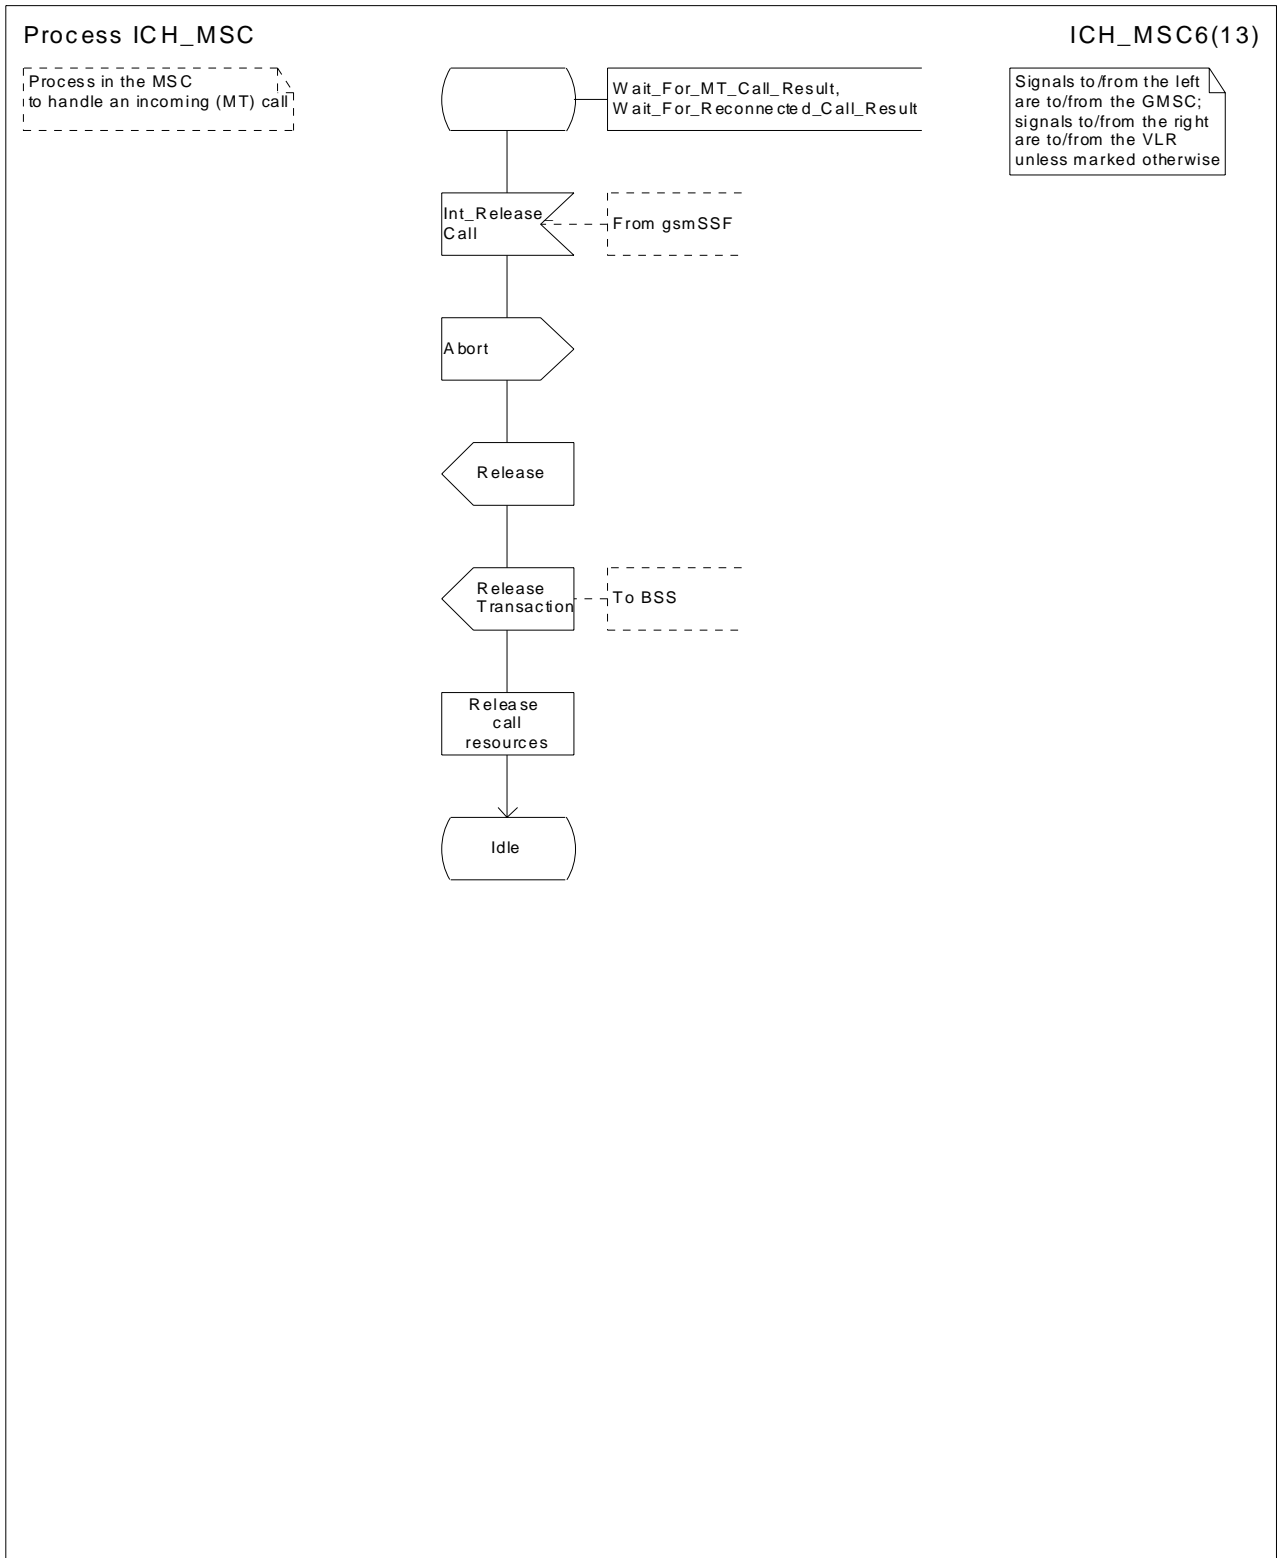 Process ICH_MSC
ICH_MSC6(13)
Process in the MSC
to handle an incoming (MT) call
Wait_For_MT_Call_Result,
Wait_For_Reconnected_Call_Result
Signals to/from the left
are to/from the GMSC;
signals to/from the right
are to/from the VLR
unless marked otherwise
Int_Release_
Call
From gsmSSF
Abort
Release
Release
Transaction
To BSS
Release
call
resources
Idle